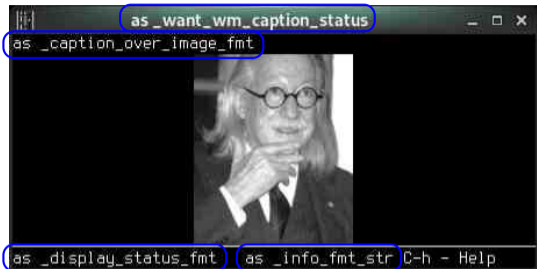 as _want_wm_caption_status
as _caption_over_image_fmt
as _display_status_fmt as _info_fmt_str C-h - Help